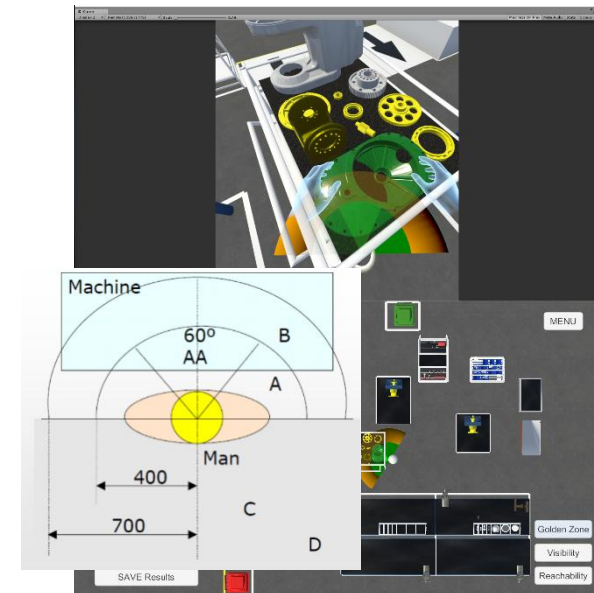 MENU
Machine
60º
AA
B
A
Man
400
C
700
D
Golden Zone
Visibility
SAVE Results
Reachability